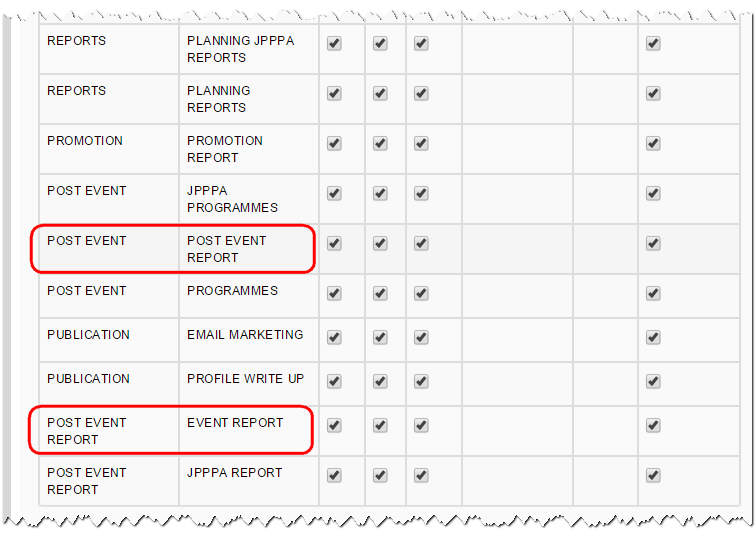 REPORTS
PLANNING JPPPA
REPORTS
REPORTS
PLANNING
REPORTS
PROMOTION
PROMOTION
REPORT
POST EVENT
JPPPA
PROGRAMMES
POST EVENT
POST EVENT
REPORT
POST EVENT
PROGRAMMES
PUBLICATION
EMAIL MARKETING
PUBLICATION
PROFILE WRITE UP
POST EVENT
REPORT
EVENT REPORT
POST EVENT
REPORT
JPPPA REPORT